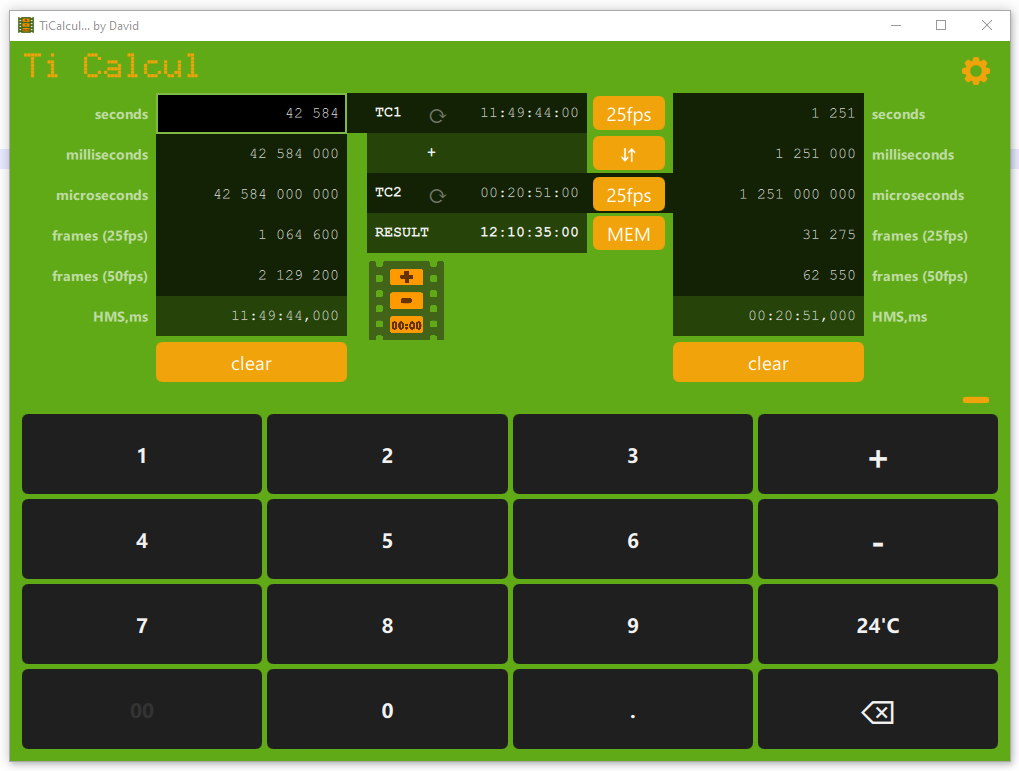 TiCalcul... by David
Ti Calcul
seconds 42 584 TC1 11:49:44:00 25fps 1 251 seconds
milliseconds 42 584 000 + 1 251 000 milliseconds
microseconds 42 584 000 000 TC2 00:20:51:00 25fps 1 251 000 000 microseconds
frames (25fps) 1 064 600 RESULT 12:10:35:00 MEM 31 275 frames (25fps)
frames (50fps) 2 129 200 + 62 550 frames (50fps)
-
HMS,ms 11:49:44,000 00:00 00:20:51,000 HMS,ms
clear clear
1 2 3 +
4 5 6 -
7 8 9 24'C
00 0 .